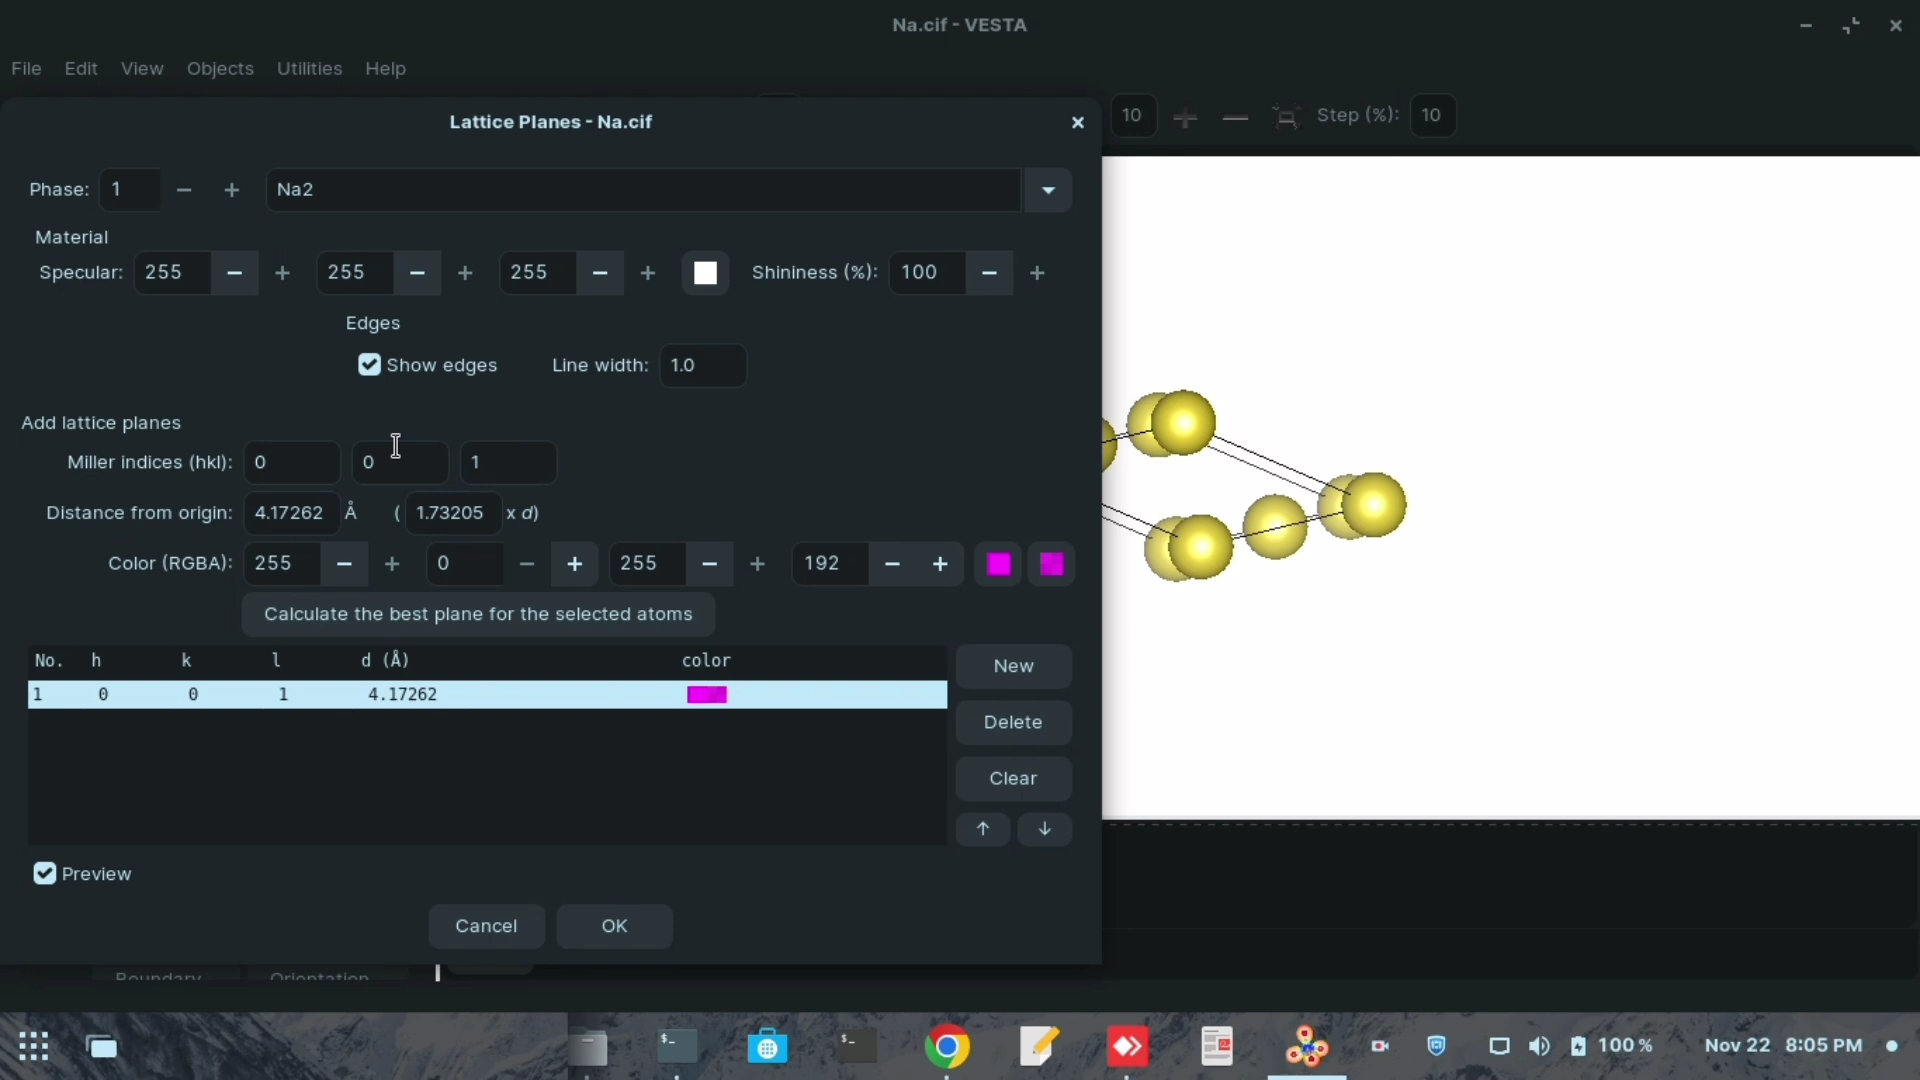 Na.cif - VESTA
File Edit View Objects Utilities Help
10 Step (%): 10
Lattice Planes - Na.cif
Phase: 1 Na2
Material
Specular: 255 255 255 Shininess (%): 100
Edges
Show edges Line width: 1.0
Add lattice planes
Miller indices (hkl): 0 0 1
Distance from origin: 4.17262 Å ( 1.73205 x d)
Color (RGBA): 255 0 255 192
Calculate the best plane for the selected atoms
No. h k l d (Å) color
1 0 0 1 4.17262
New
Delete
Clear
Preview
Cancel OK
Boundary Orientation
100 % Nov 22 8:05 PM